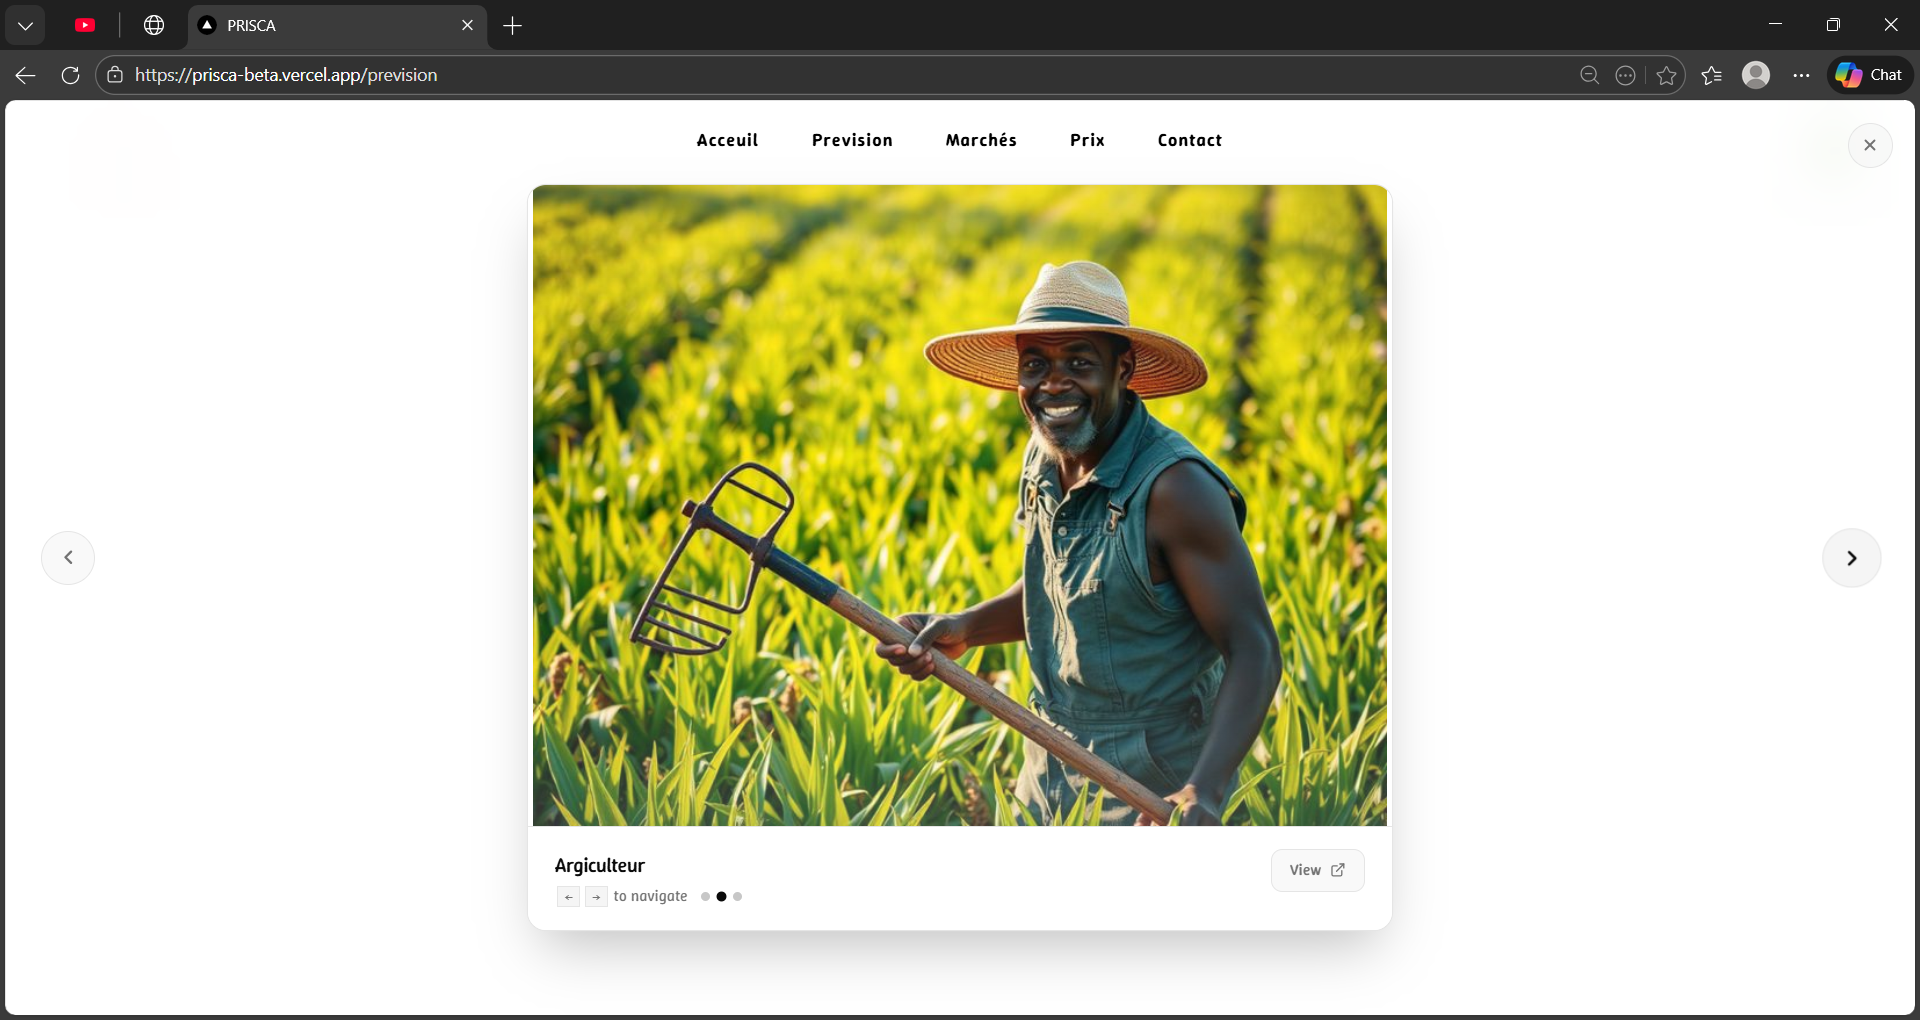 PRISCA
https://prisca-beta.vercel.app/prevision
Chat
Acceuil Prevision Marchés Prix Contact
Argiculteur
← → to navigate
View